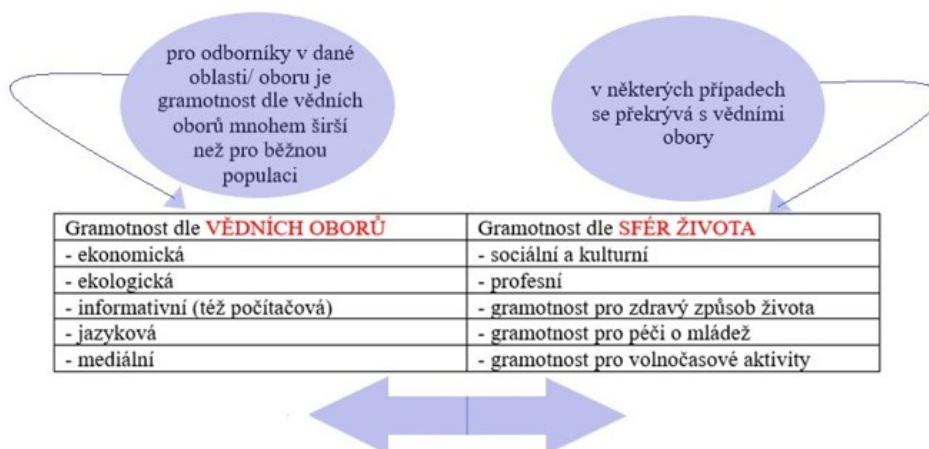 pro odborníky v dané
oblasti/ oboru je
gramotnost dle vědních
oborů mnohem širší
než pro běžnou
populaci
v některých případech
se překrývá s vědními
obory
Gramotnost dle VĚDNÍCH OBORŮ
Gramotnost dle SFÉR ŽIVOTA
- ekonomická
- sociální a kulturní
- ekologická
- profesní
- informativní (též počítačová)
- gramotnost pro zdravý způsob života
- jazyková
- gramotnost pro péči o mládež
- mediální
- gramotnost pro volnočasové aktivity